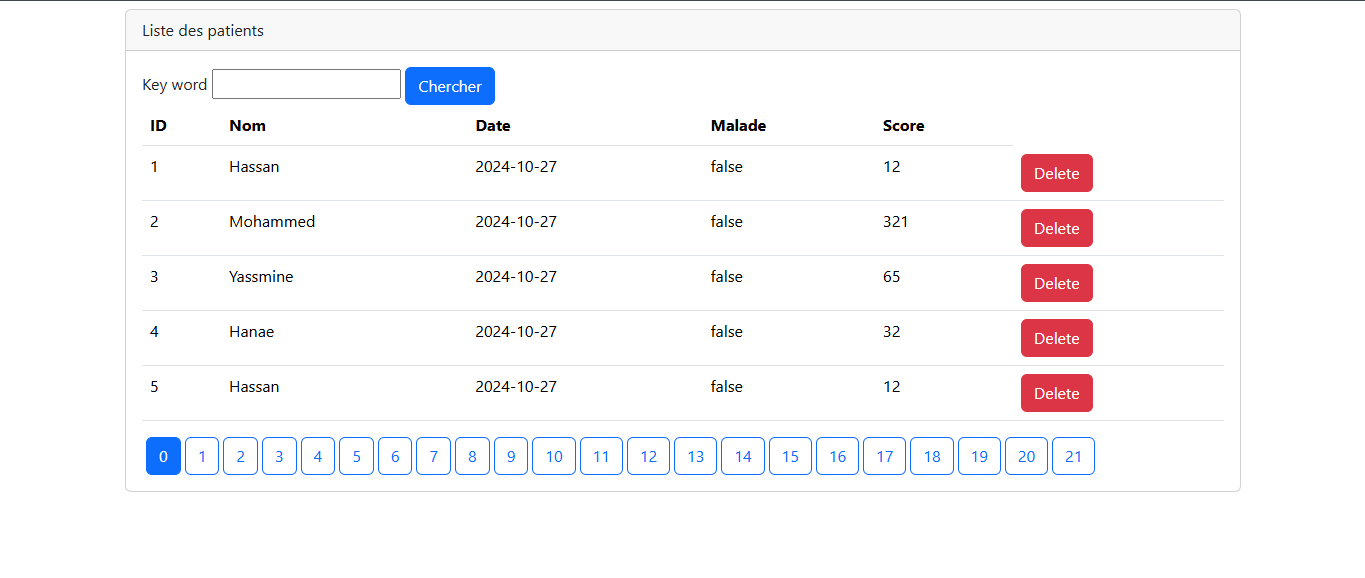 Liste des patients
Key word Chercher
ID Nom Date Malade Score
1 Hassan 2024-10-27 false 12 Delete
2 Mohammed 2024-10-27 false 321 Delete
3 Yassmine 2024-10-27 false 65 Delete
4 Hanae 2024-10-27 false 32 Delete
5 Hassan 2024-10-27 false 12 Delete
0 1 2 3 4 5 6 7 8 9 10 11 12 13 14 15 16 17 18 19 20 21